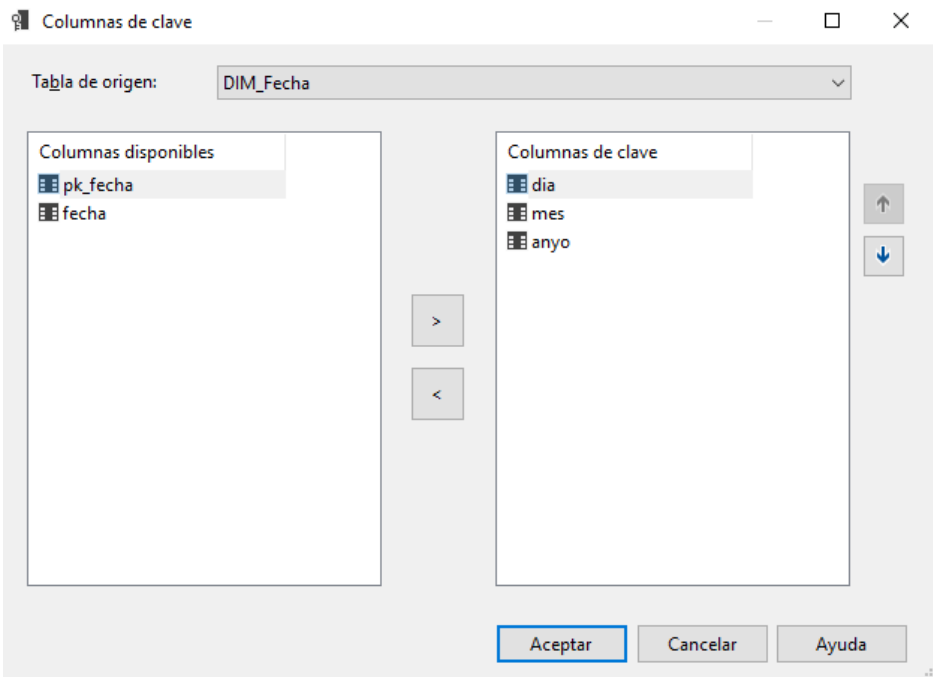 Columnas de clave
Tabla de origen: DIM_Fecha
Columnas disponibles
pk_fecha
fecha
Columnas de clave
dia
mes
anyo
>
<
Aceptar Cancelar Ayuda